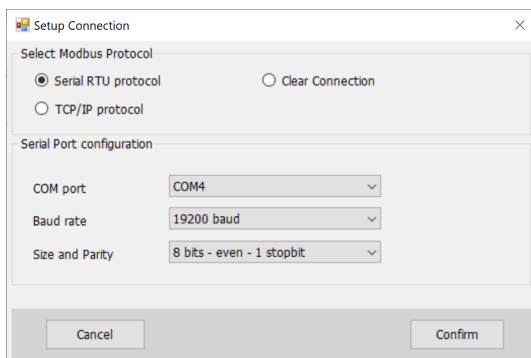 Setup Connection
Select Modbus Protocol
Serial RTU protocol
Clear Connection
TCP/IP protocol
Serial Port configuration
COM port
COM4
Baud rate
19200 baud
Size and Parity
8 bits - even - 1 stopbit
Cancel
Confirm